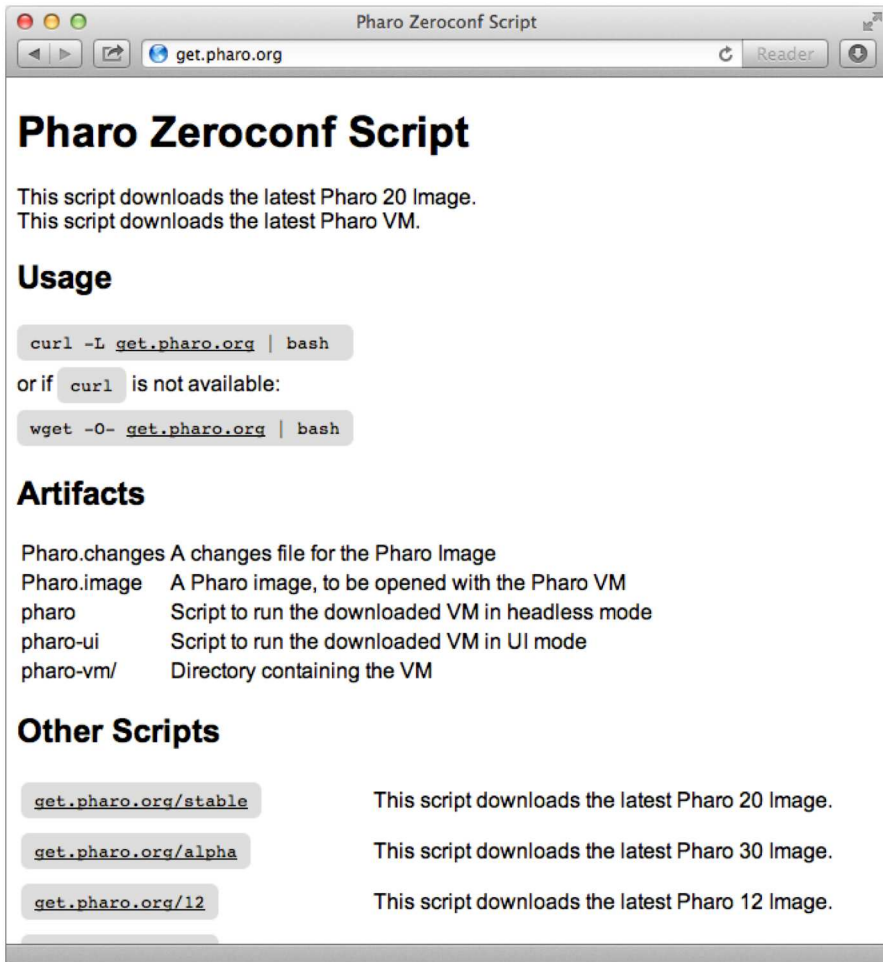 Pharo Zeroconf Script
get.pharo.org
Reader
Pharo Zeroconf Script
This script downloads the latest Pharo 20 Image.
This script downloads the latest Pharo VM.
Usage
curl -L get.pharo.org | bash
or if curl is not available:
wget -O- get.pharo.org | bash
Artifacts
Pharo.changes A changes file for the Pharo Image
Pharo.image A Pharo image, to be opened with the Pharo VM
pharo Script to run the downloaded VM in headless mode
pharo-ui Script to run the downloaded VM in UI mode
pharo-vm/ Directory containing the VM
Other Scripts
get.pharo.org/stable This script downloads the latest Pharo 20 Image.
get.pharo.org/alpha This script downloads the latest Pharo 30 Image.
get.pharo.org/12 This script downloads the latest Pharo 12 Image.